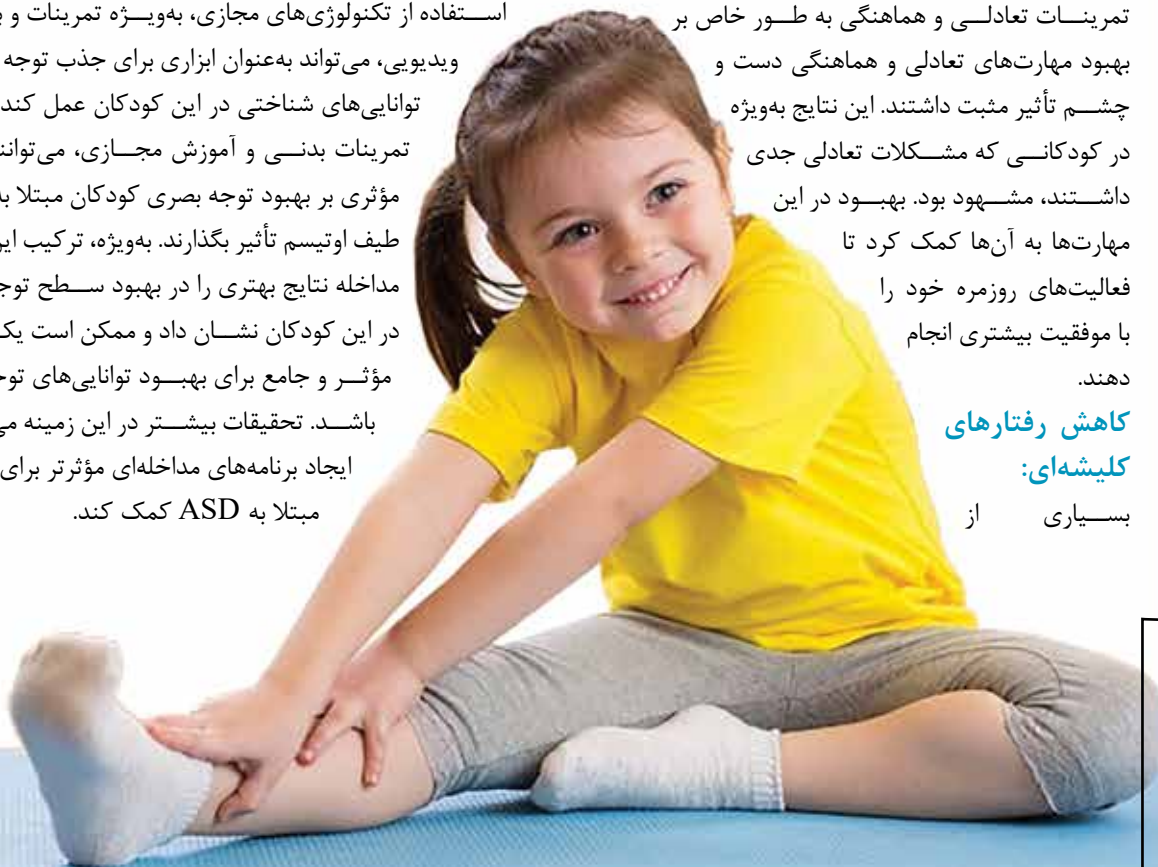 تمرینات تعادلی و هماهنگی به طور خاص بر
بهبود مهارت‌های تعادلی و هماهنگی دست و
چشم تأثیر مثبت داشتند. این نتایج به‌ویژه
در کودکانی که مشکلات تعادلی جدی
داشتند، مشهود بود. بهبود در این
مهارت‌ها به آن‌ها کمک کرد تا
فعالیت‌های روزمره خود را
با موفقیت بیشتری انجام
دهند.
کاهش رفتارهای
کلیشه‌ای:
بسیاری از
استفاده از تکنولوژی‌های مجازی، به‌ویژه تمرینات و
ویدیویی، می‌تواند به‌عنوان ابزاری برای جذب توجه
توانایی‌های شناختی در این کودکان عمل کند
تمرینات بدنی و آموزش مجازی، می‌توانند
مؤثری بر بهبود توجه بصری کودکان مبتلا به
طیف اوتیسم تأثیر بگذارند. به‌ویژه، ترکیب این
مداخله نتایج بهتری را در بهبود سطح
در این کودکان نشان داد و ممکن است یک
مؤثر و جامع برای بهبود توانایی‌های
باشد. تحقیقات بیشتر در این زمینه
ایجاد برنامه‌های مداخله‌ای مؤثرتر برای
مبتلا به ASD کمک کند.